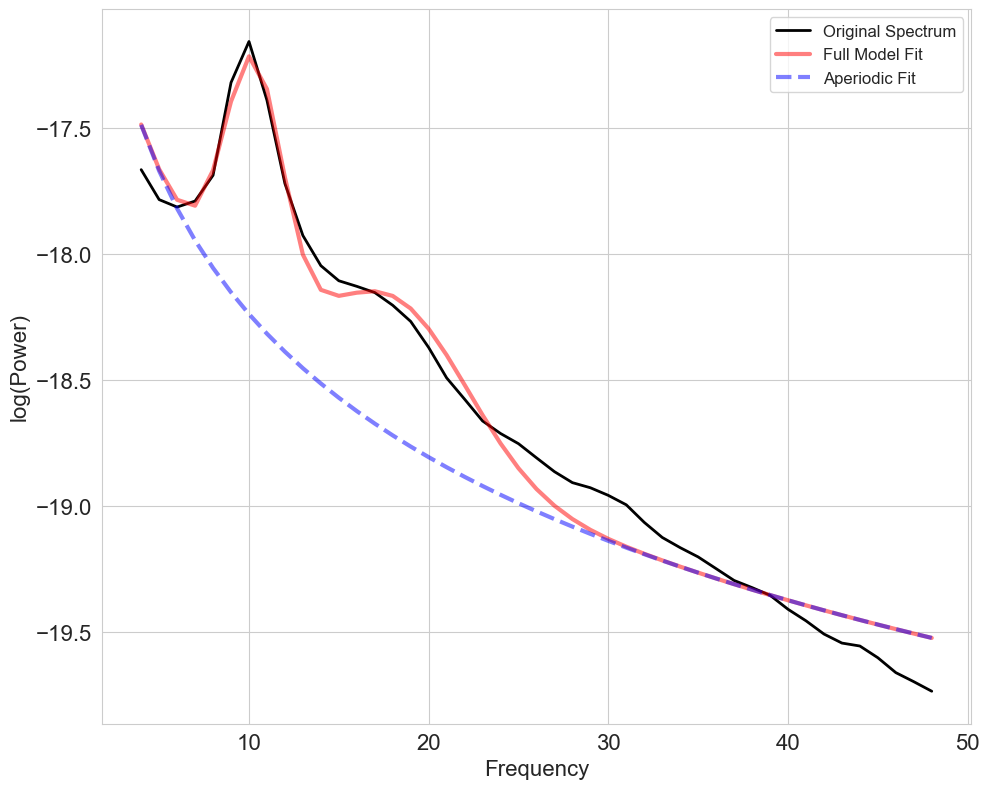 Original Spectrum
Full Model Fit
Aperiodic Fit
−17.5
−18.0
−18.5
−19.0
−19.5
log(Power)
10 20 30 40 50
Frequency